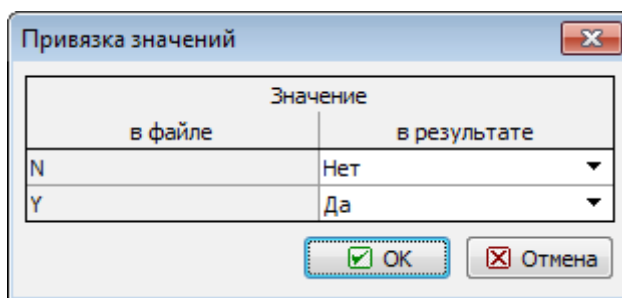 Привязка значений
Значение
в файле в результате
N Нет
Y Да
OK Отмена